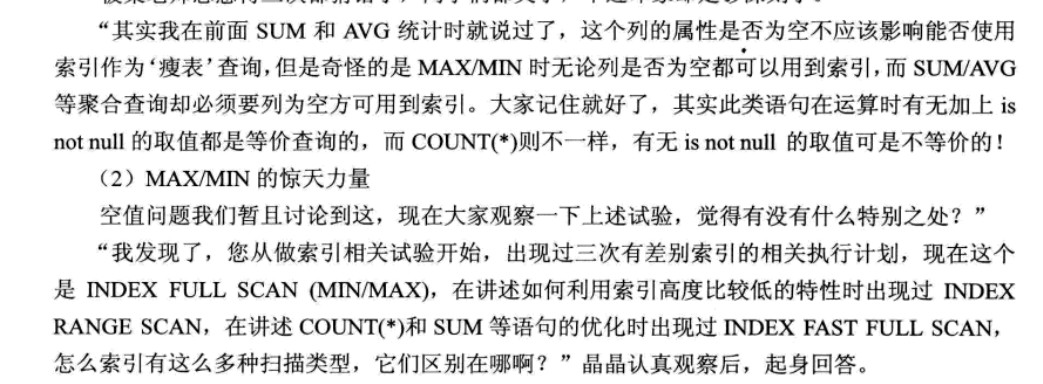 “其实我在前面 SUM 和 AVG 统计时就说过了，这个列的属性是否为空不应该影响能否使用
索引作为‘瘦表’查询，但是奇怪的是 MAX/MIN 时无论列是否为空都可以用到索引，而 SUM/AVG
等聚合查询却必须要列为空方可用到索引。大家记住就好了，其实此类语句在运算时有无加上 is
not null 的取值都是等价查询的，而 COUNT(*)则不一样，有无 is not null 的取值可是不等价的！
（2）MAX/MIN 的惊天力量
空值问题我们暂且讨论到这，现在大家观察一下上述试验，觉得有没有什么特别之处？”
“我发现了，您从做索引相关试验开始，出现过三次有差别索引的相关执行计划，现在这个
是 INDEX FULL SCAN (MIN/MAX)，在讲述如何利用索引高度比较低的特性时出现过 INDEX
RANGE SCAN，在讲述 COUNT(*)和 SUM 等语句的优化时出现过 INDEX FAST FULL SCAN，
怎么索引有这么多种扫描类型，它们区别在哪啊？”晶晶认真观察后，起身回答。